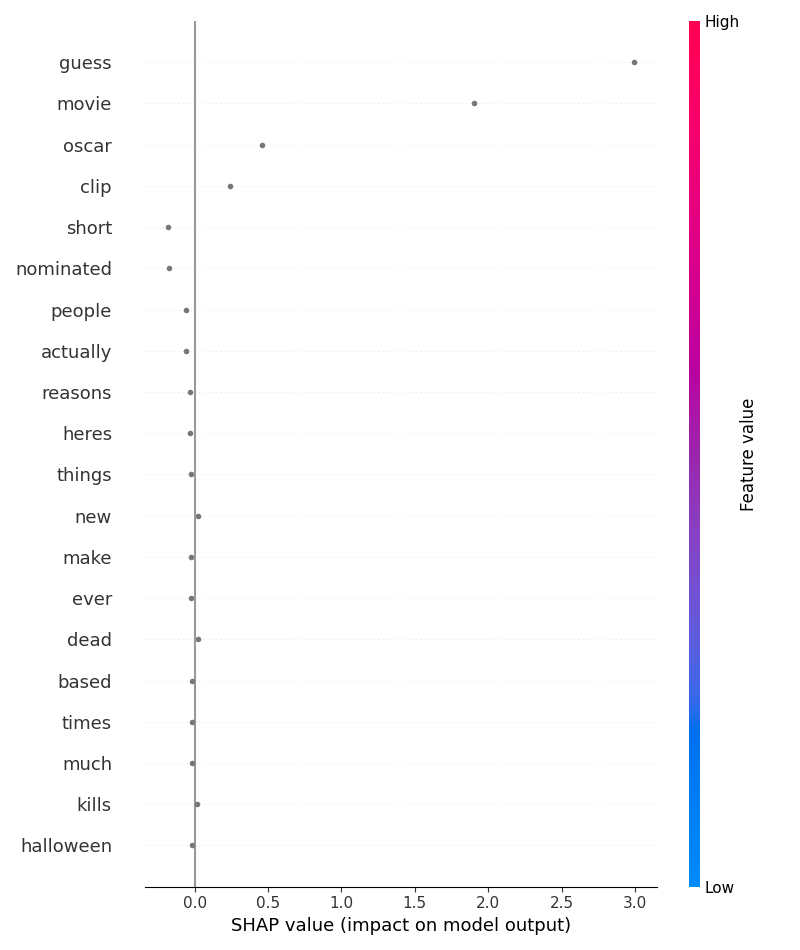 High
guess
movie
oscar
clip
short
nominated
people
actually
reasons
heres
things
new
make
ever
dead
based
times
much
kills
halloween
Feature value
Low
0.0 0.5 1.0 1.5 2.0 2.5 3.0
SHAP value (impact on model output)